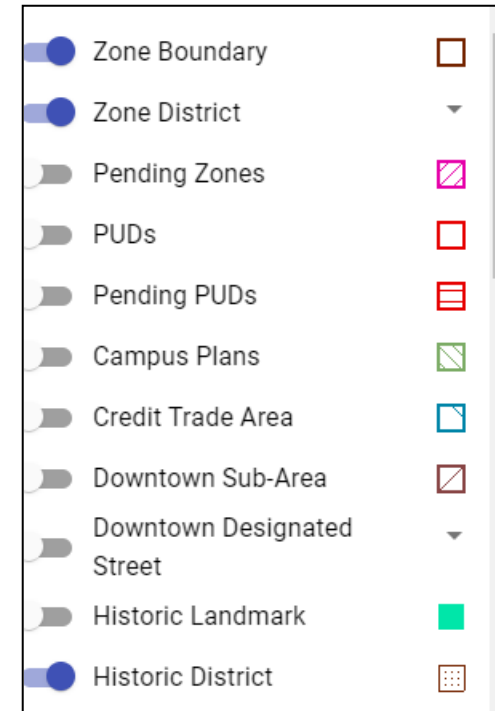 Zone Boundary
Zone District
Pending Zones
PUDs
Pending PUDs
Campus Plans
Credit Trade Area
Downtown Sub-Area
Downtown Designated
Street
Historic Landmark
Historic District